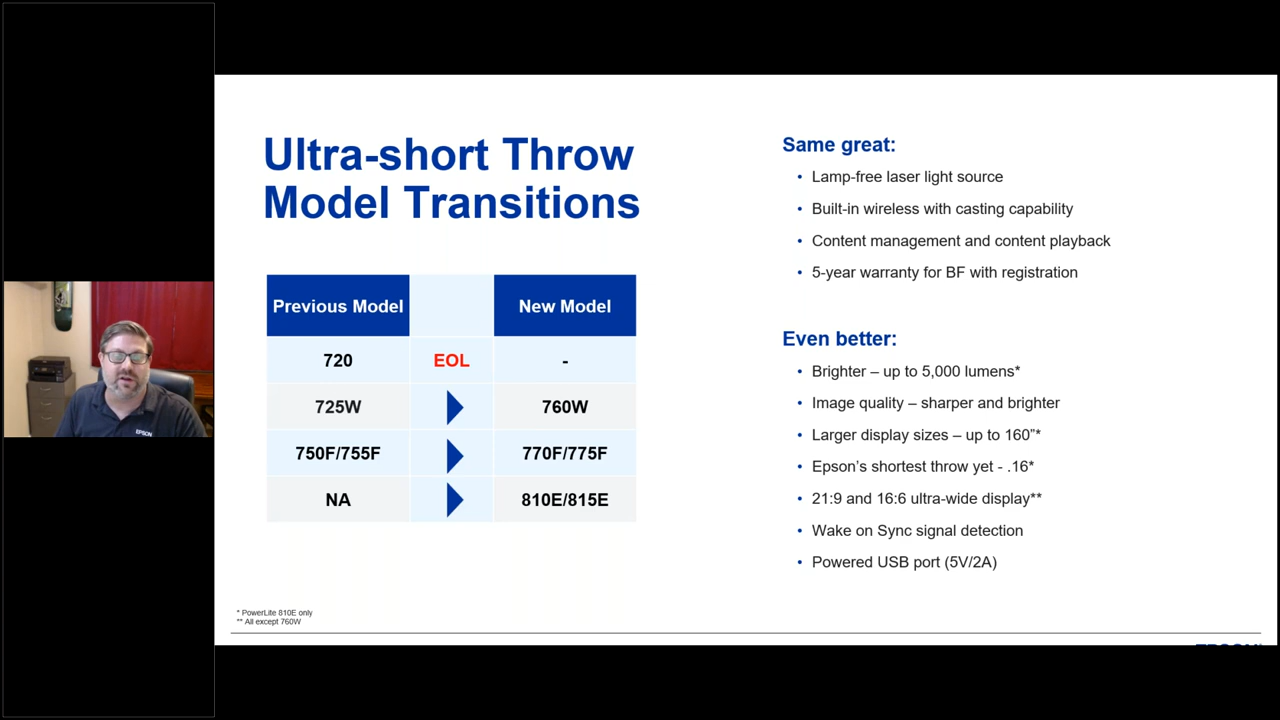 Ultra-short Throw
Model Transitions
Previous Model New Model
720 EOL -
725W 760W
750F/755F 770F/775F
NA 810E/815E
* PowerLite 810E only
** All except 760W
Same great:
• Lamp-free laser light source
• Built-in wireless with casting capability
• Content management and content playback
• 5-year warranty for BF with registration
Even better:
• Brighter – up to 5,000 lumens*
• Image quality – sharper and brighter
• Larger display sizes – up to 160”*
• Epson’s shortest throw yet - .16*
• 21:9 and 16:6 ultra-wide display**
• Wake on Sync signal detection
• Powered USB port (5V/2A)
EPSON